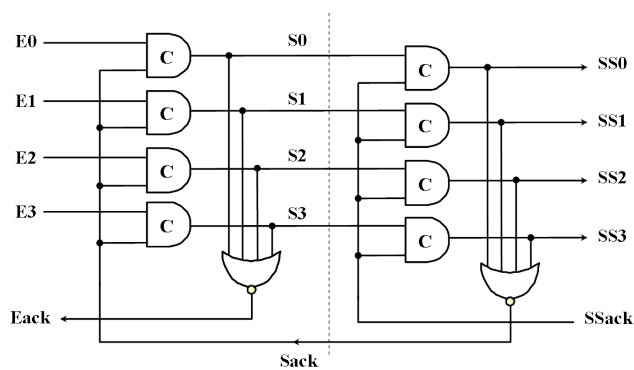 E0 C S0 C SS0
E1 C S1 C SS1
E2 C S2 C SS2
E3 C S3 C SS3
Eack SSack
Sack